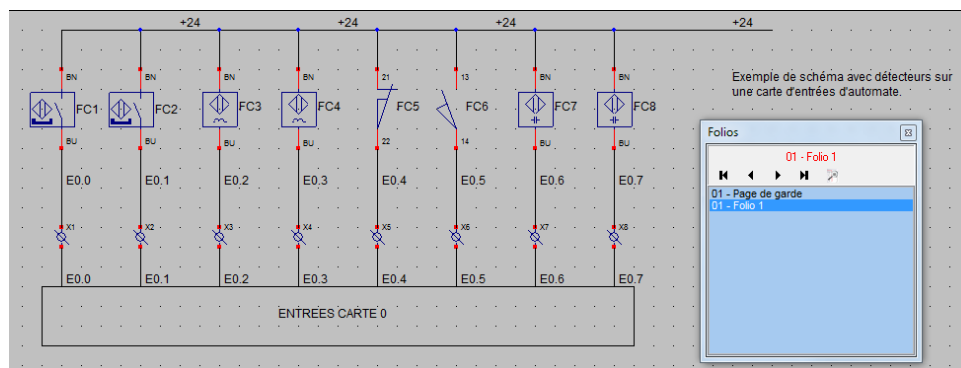 +24 +24 +24 +24
BN BN BN BN 21 13 BN BN
FC1 FC2 FC3 FC4 FC5 FC6 FC7 FC8
BU BU BU BU 22 14 BU BU
E0.0 E0.1 E0.2 E0.3 E0.4 E0.5 E0.6 E0.7
X1 X2 X3 X4 X5 X6 X7 X8
E0.0 E0.1 E0.2 E0.3 E0.4 E0.5 E0.6 E0.7
ENTREES CARTE 0
Exemple de schéma avec détecteurs sur
une carte d'entrées d'automate.
Folios
01 - Folio 1
01 - Page de garde
01 - Folio 1